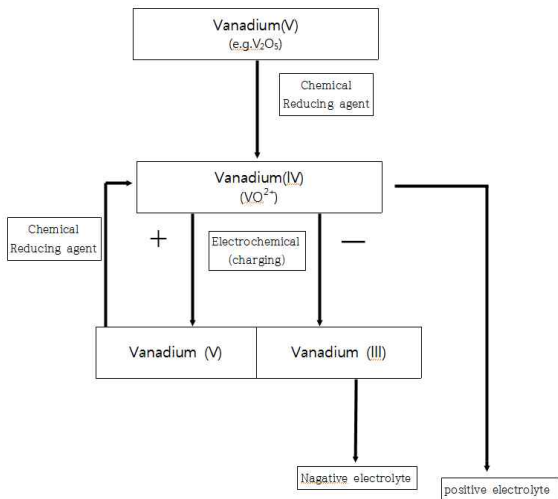 Vanadium(V)
(e.g.V₂O₅)
Chemical
Reducing agent
Vanadium(IV)
(VO²⁺)
Chemical
Reducing agent
+
Electrochemical
(charging)
—
Vanadium (V)
Vanadium (III)
Nagative electrolyte
positive electrolyte